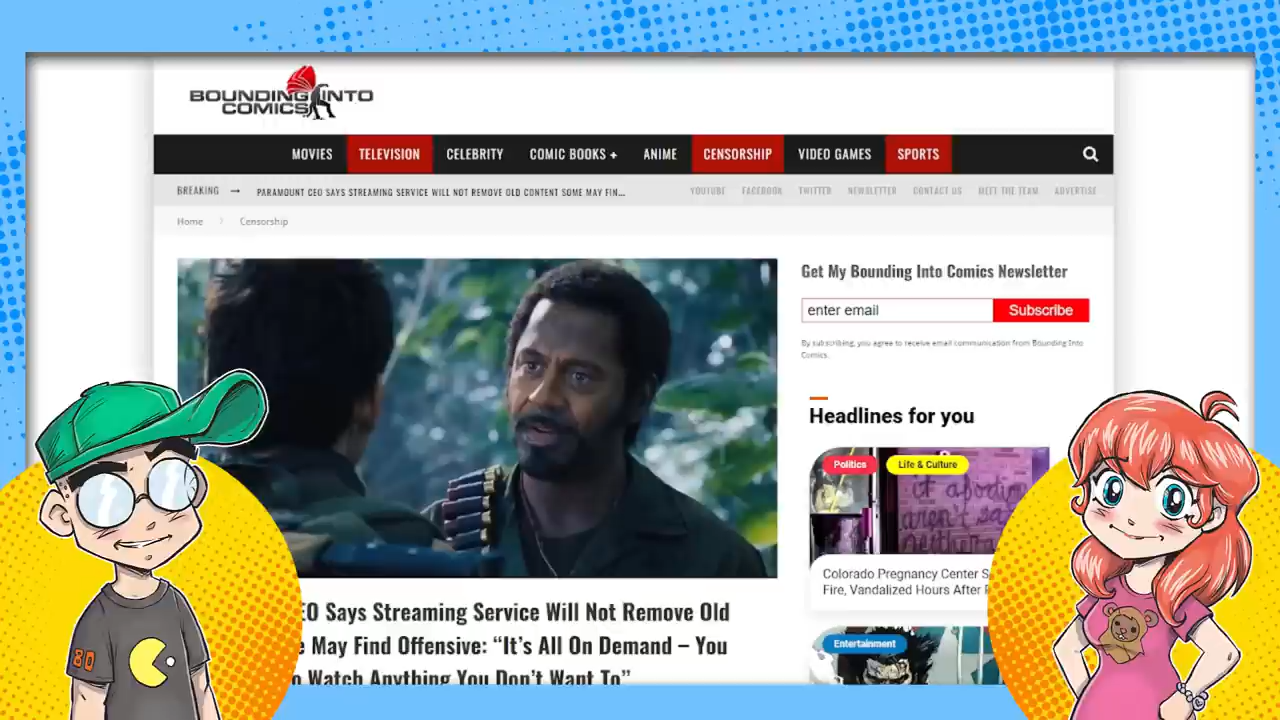 BOUNDING INTO
COMICS
MOVIES TELEVISION CELEBRITY COMIC BOOKS + ANIME CENSORSHIP VIDEO GAMES SPORTS
BREAKING → PARAMOUNT CEO SAYS STREAMING SERVICE WILL NOT REMOVE OLD CONTENT SOME MAY FIN... YOUTUBE FACEBOOK TWITTER NEWSLETTER CONTACT US MEET THE TEAM ADVERTISE
Home > Censorship
Get My Bounding Into Comics Newsletter
enter email Subscribe
By subscribing, you agree to receive email communication from Bounding Into
Comics.
Headlines for you
Politics Life & Culture
it abortion
aren't sa
Colorado Pregnancy Center S
Fire, Vandalized Hours After
Entertainment
EO Says Streaming Service Will Not Remove Old
e May Find Offensive: “It’s All On Demand – You
o Watch Anything You Don’t Want To”
80